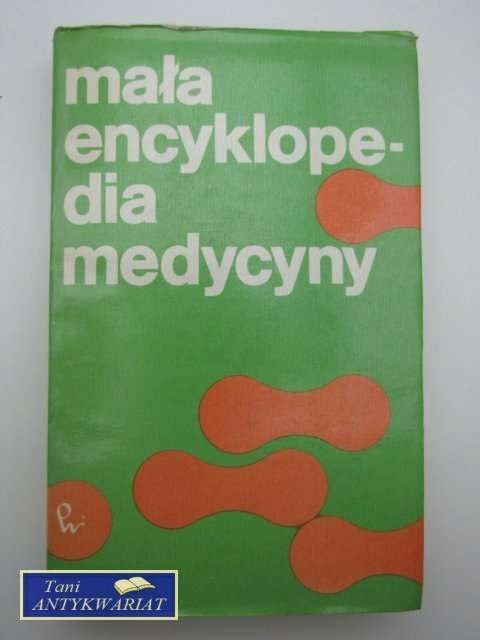 mała
encyklope-
dia
medycyny
Tani
ANTYKWARIAT